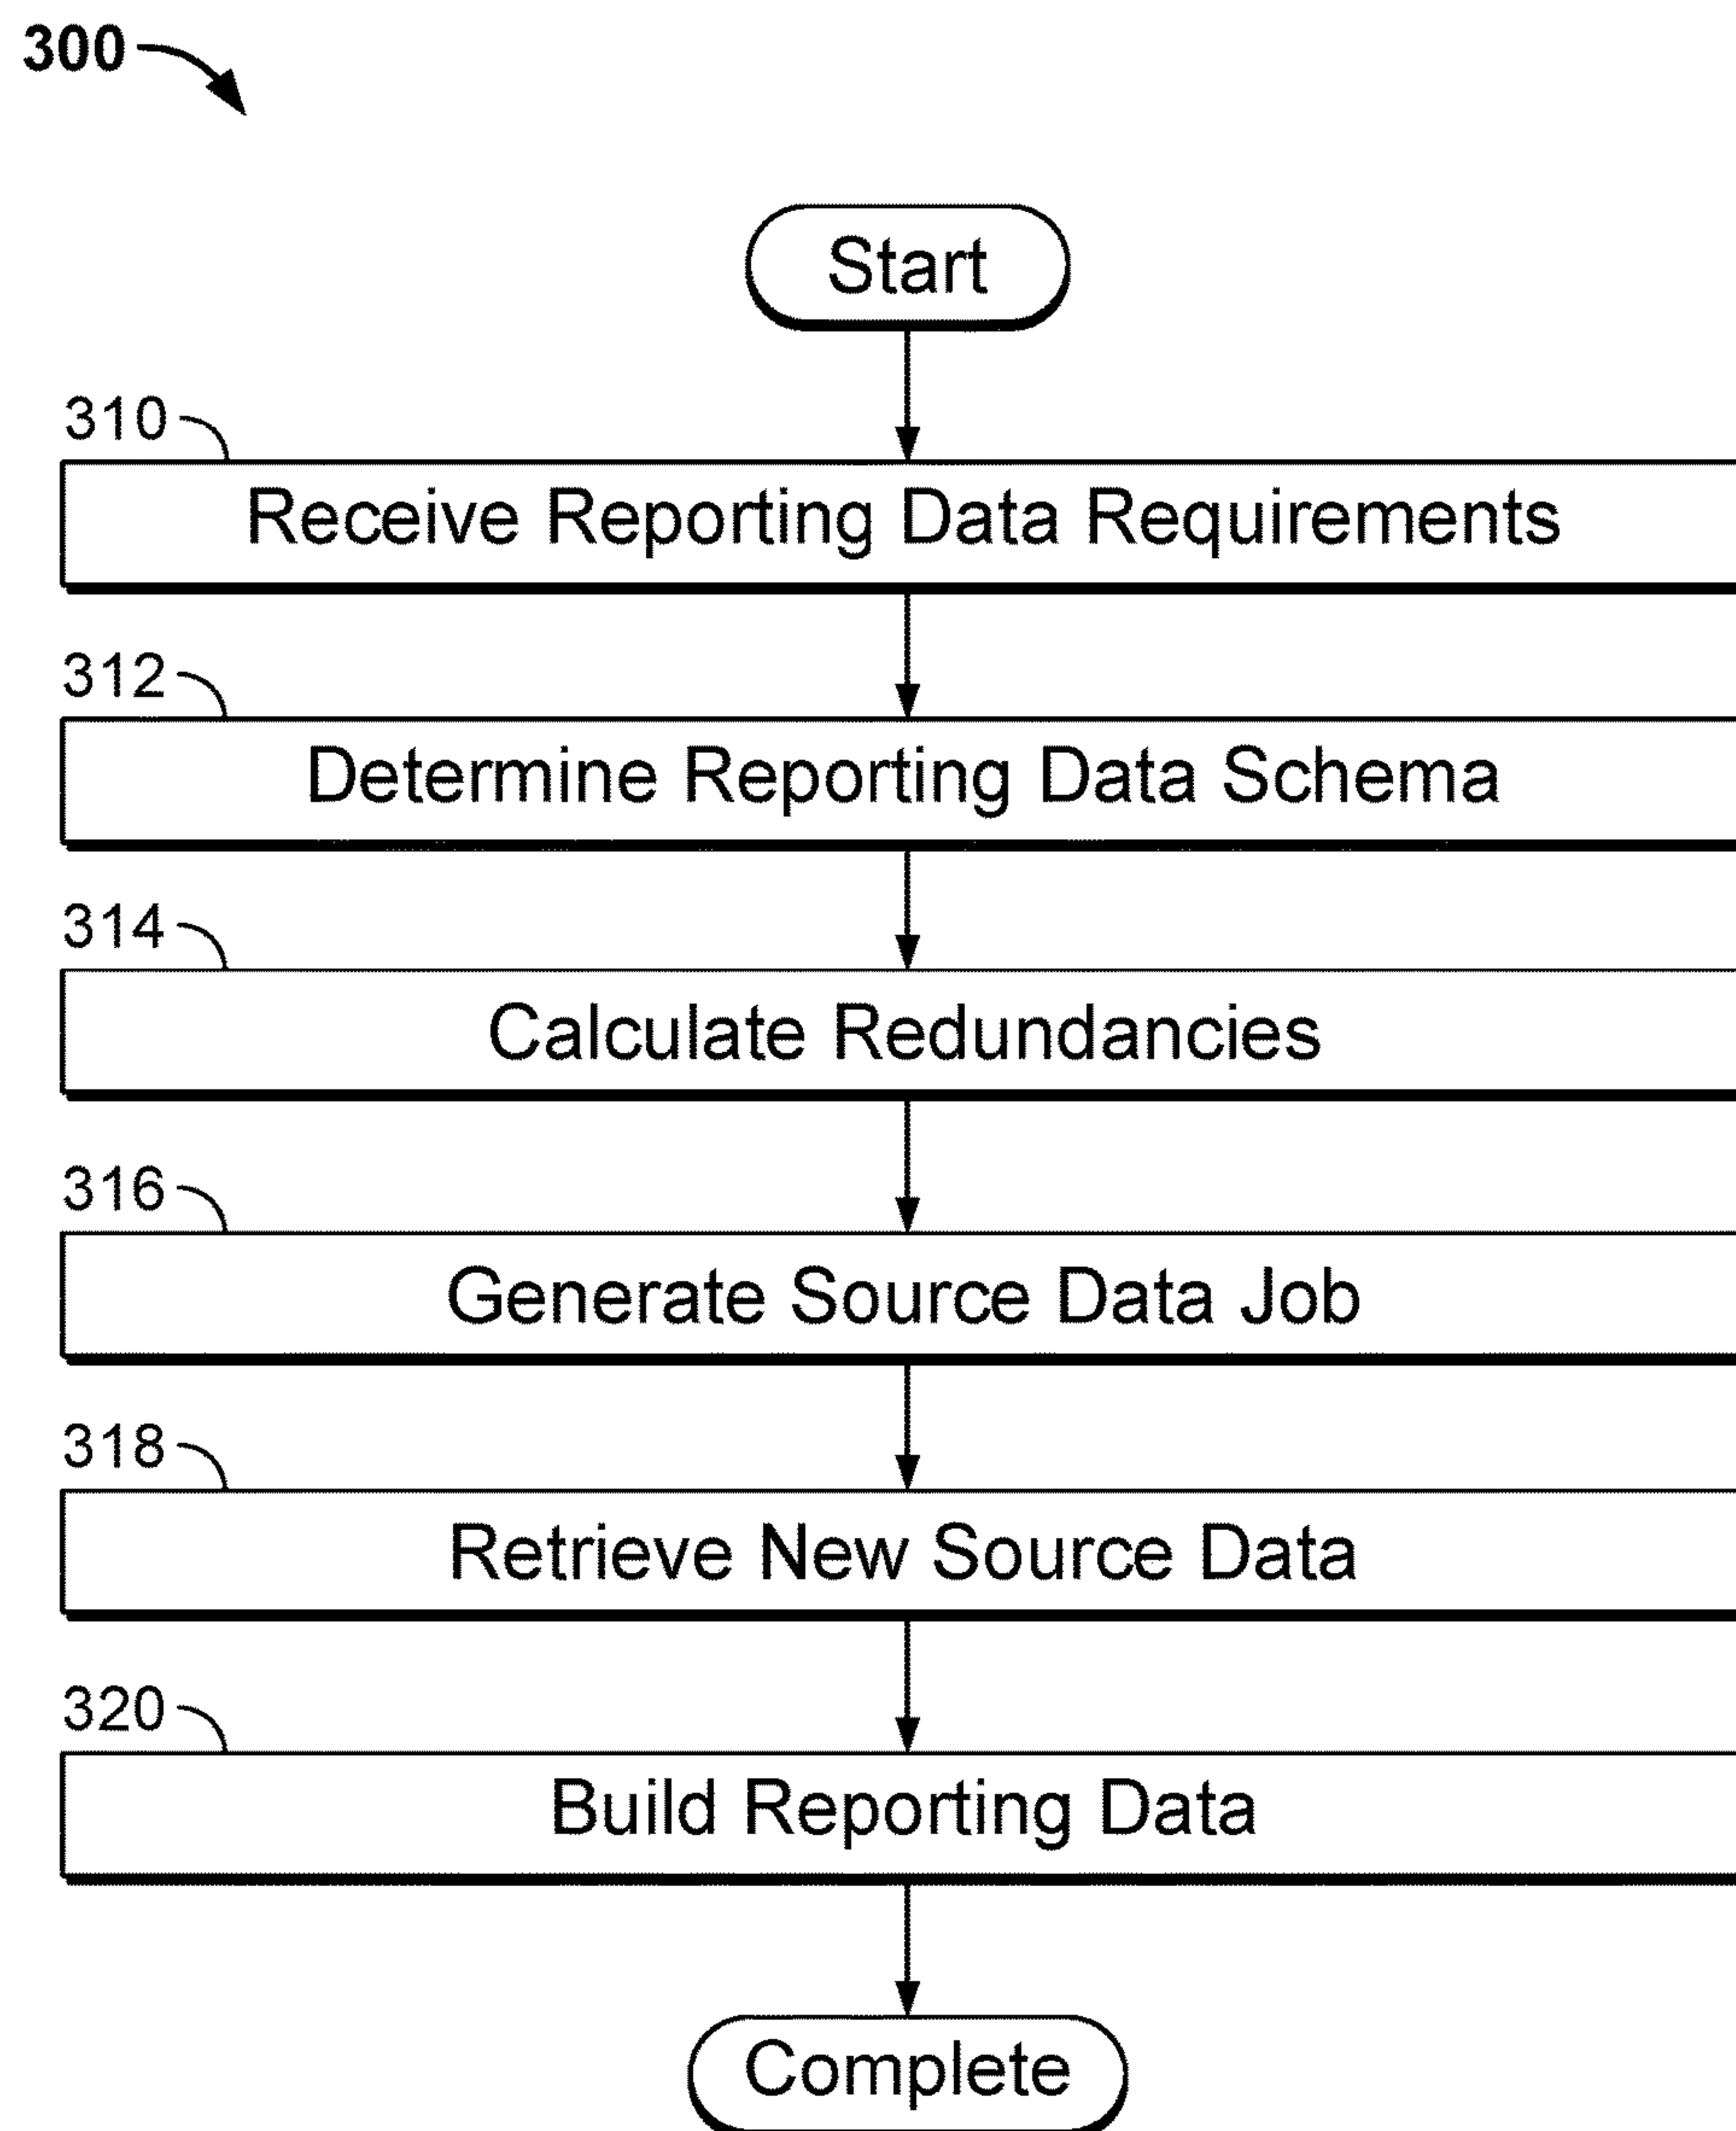 300
Start
310
Receive Reporting Data Requirements
312
Determine Reporting Data Schema
314
Calculate Redundancies
316
Generate Source Data Job
318
Retrieve New Source Data
320
Build Reporting Data
Complete